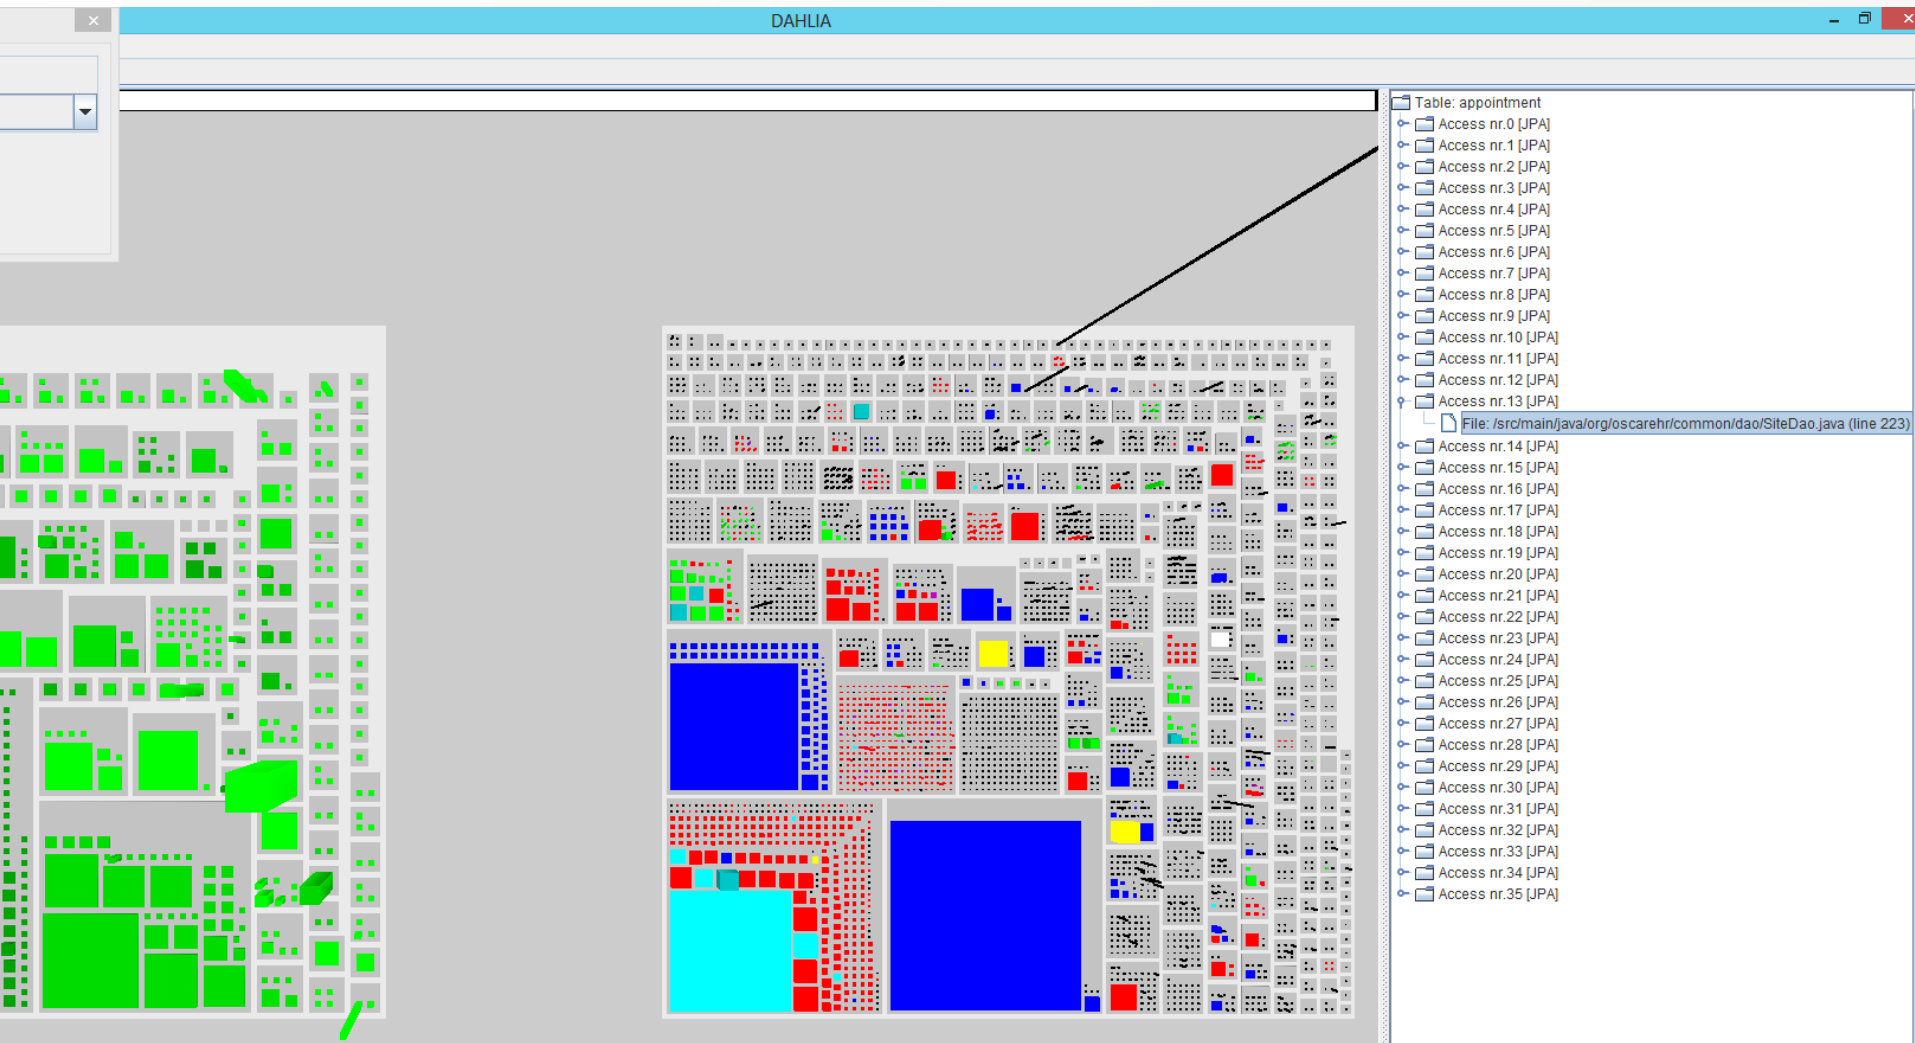 DAHLIA
Table: appointment
Access nr.0 [JPA]
Access nr.1 [JPA]
Access nr.2 [JPA]
Access nr.3 [JPA]
Access nr.4 [JPA]
Access nr.5 [JPA]
Access nr.6 [JPA]
Access nr.7 [JPA]
Access nr.8 [JPA]
Access nr.9 [JPA]
Access nr.10 [JPA]
Access nr.11 [JPA]
Access nr.12 [JPA]
Access nr.13 [JPA]
File: /src/main/java/org/oscarehr/common/dao/SiteDao.java (line 223)
Access nr.14 [JPA]
Access nr.15 [JPA]
Access nr.16 [JPA]
Access nr.17 [JPA]
Access nr.18 [JPA]
Access nr.19 [JPA]
Access nr.20 [JPA]
Access nr.21 [JPA]
Access nr.22 [JPA]
Access nr.23 [JPA]
Access nr.24 [JPA]
Access nr.25 [JPA]
Access nr.26 [JPA]
Access nr.27 [JPA]
Access nr.28 [JPA]
Access nr.29 [JPA]
Access nr.30 [JPA]
Access nr.31 [JPA]
Access nr.32 [JPA]
Access nr.33 [JPA]
Access nr.34 [JPA]
Access nr.35 [JPA]